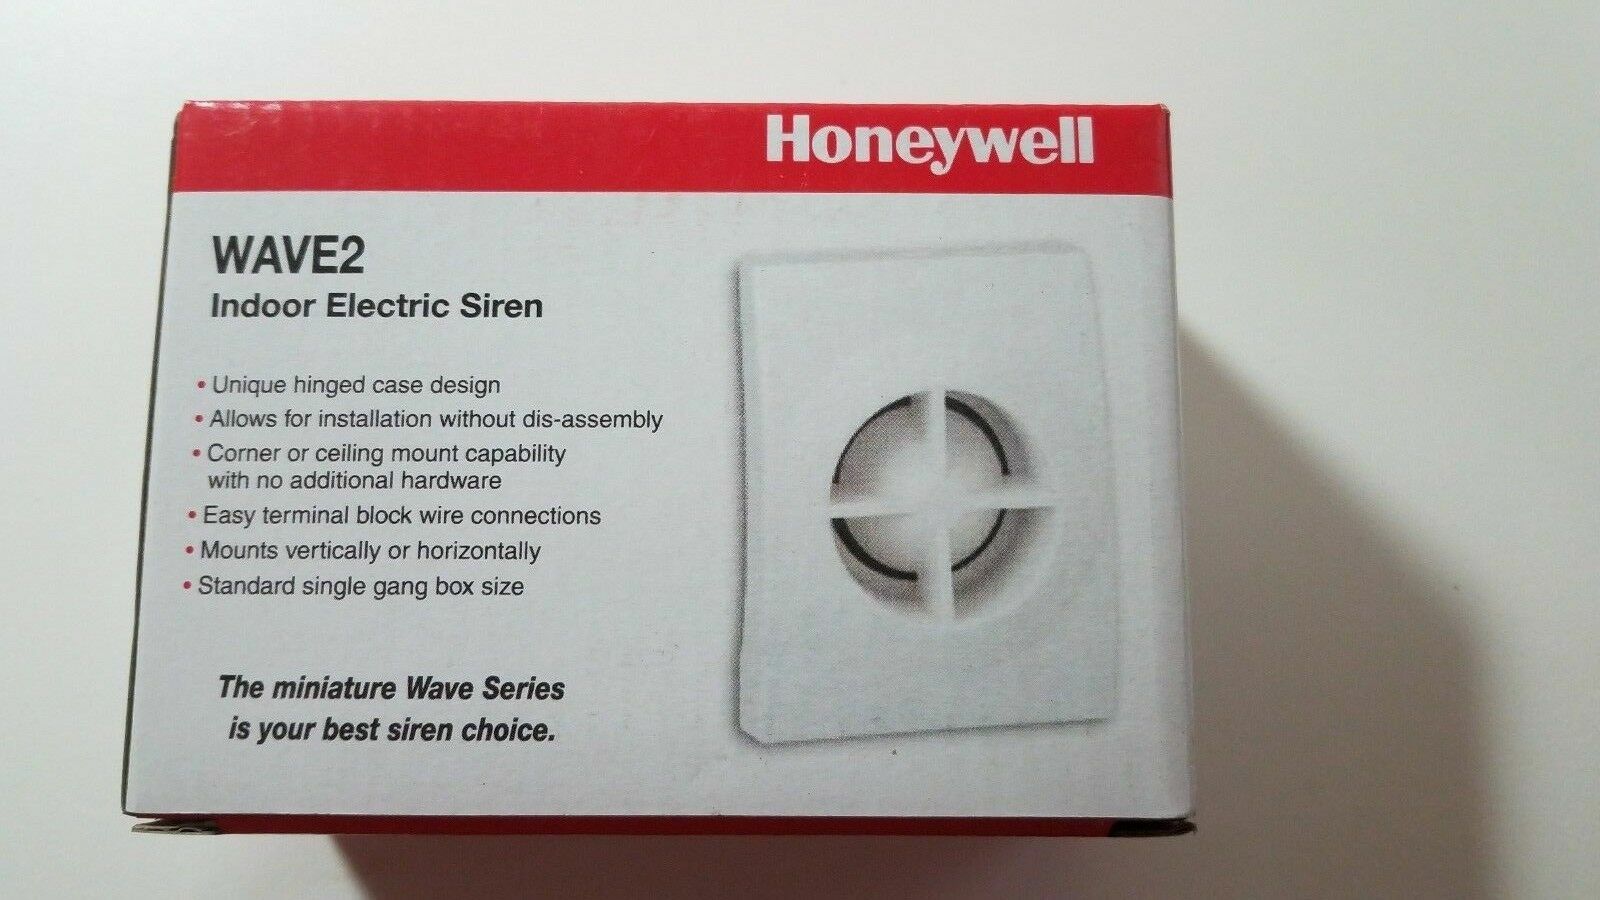 Honeywell
WAVE2
Indoor Electric Siren
• Unique hinged case design
• Allows for installation without dis-assembly
• Corner or ceiling mount capability
with no additional hardware
• Easy terminal block wire connections
• Mounts vertically or horizontally
• Standard single gang box size
The miniature Wave Series
is your best siren choice.